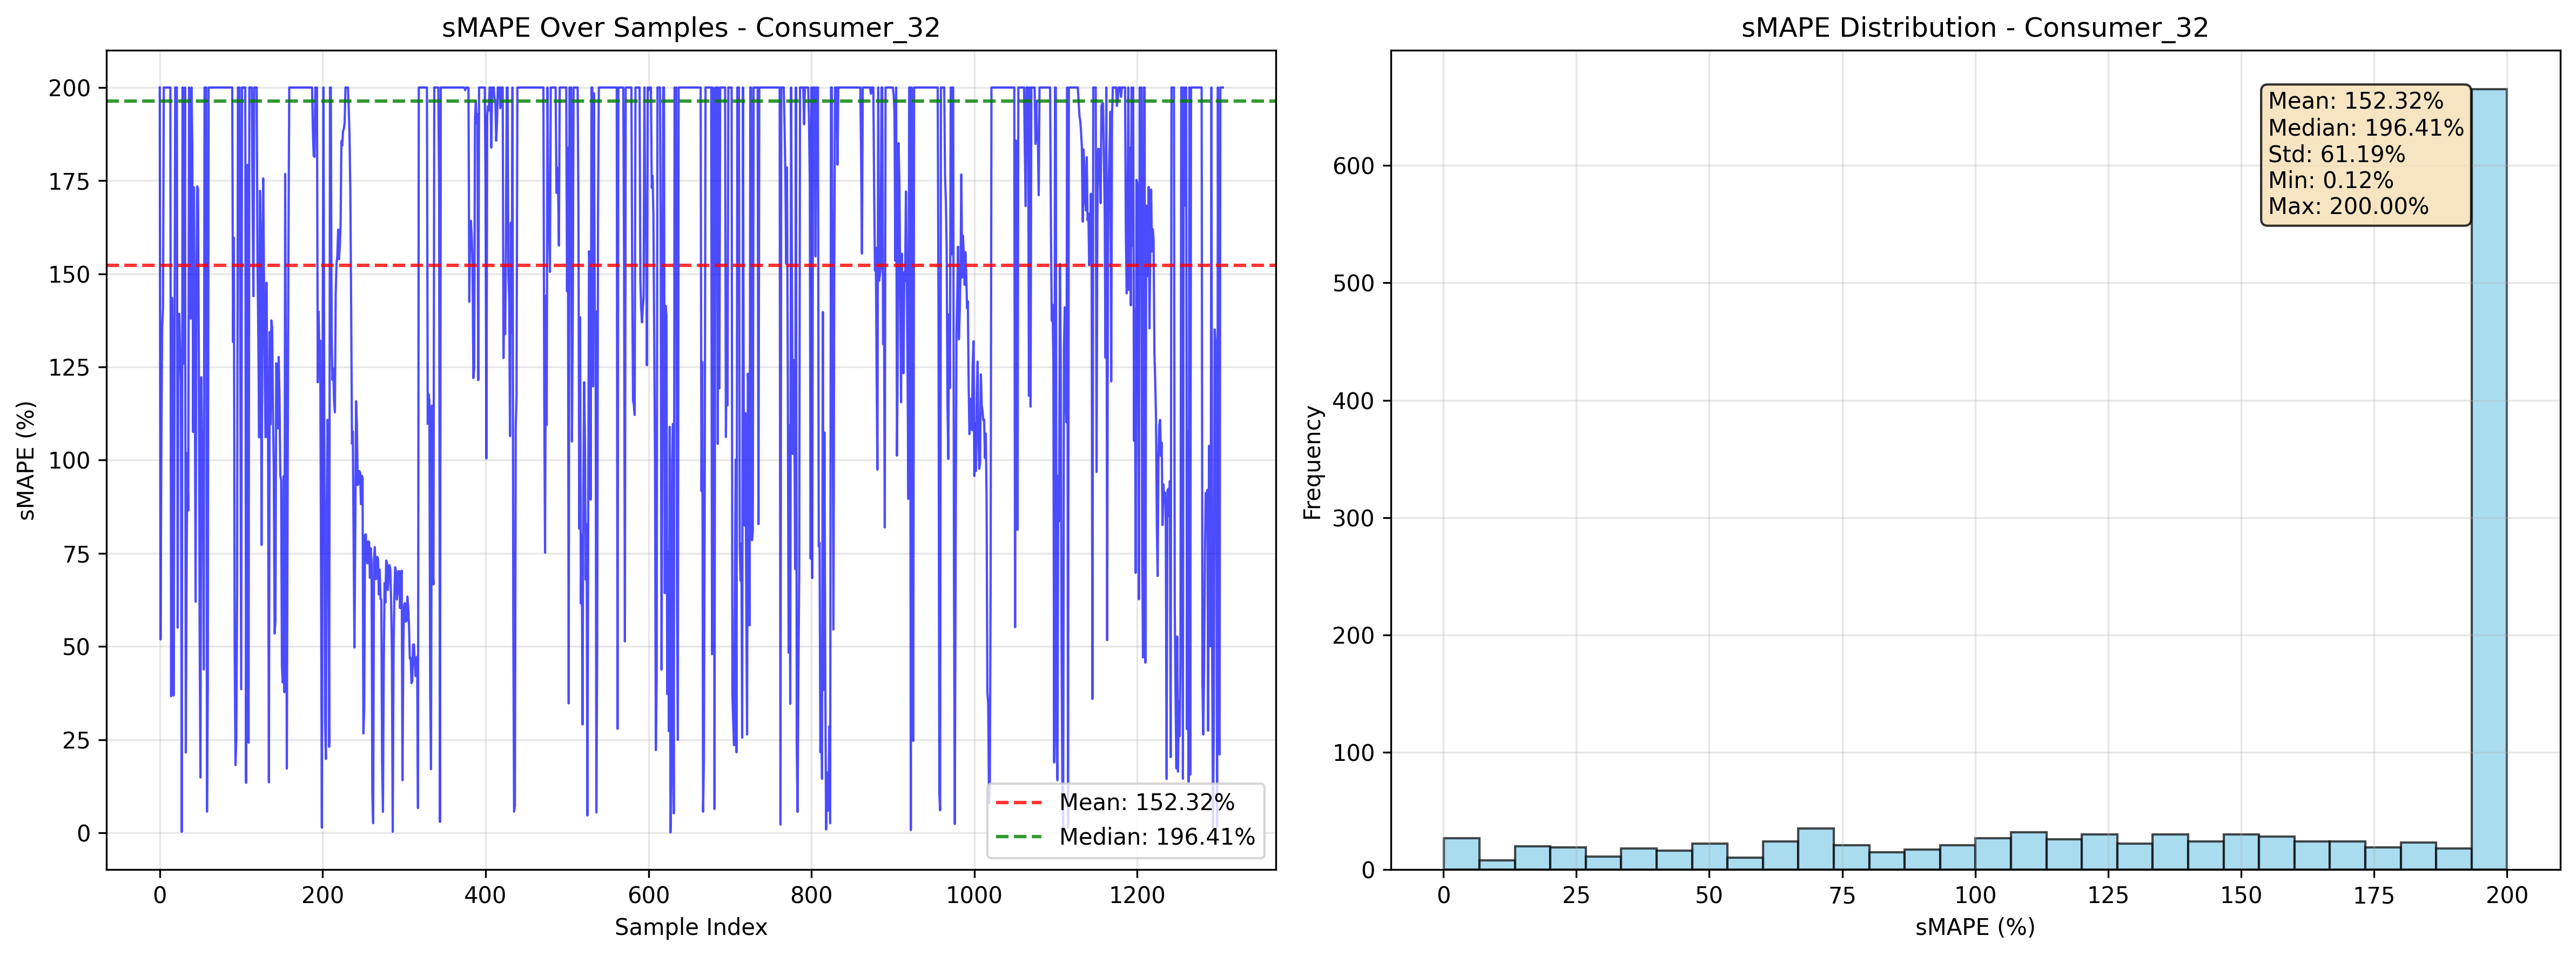 sMAPE Over Samples - Consumer_32
sMAPE (%)
200
175
150
125
100
75
50
25
0
0 200 400 600 800 1000 1200
Sample Index
Mean: 152.32%
Median: 196.41%
sMAPE Distribution - Consumer_32
Frequency
600
500
400
300
200
100
0
0 25 50 75 100 125 150 175 200
sMAPE (%)
Mean: 152.32%
Median: 196.41%
Std: 61.19%
Min: 0.12%
Max: 200.00%